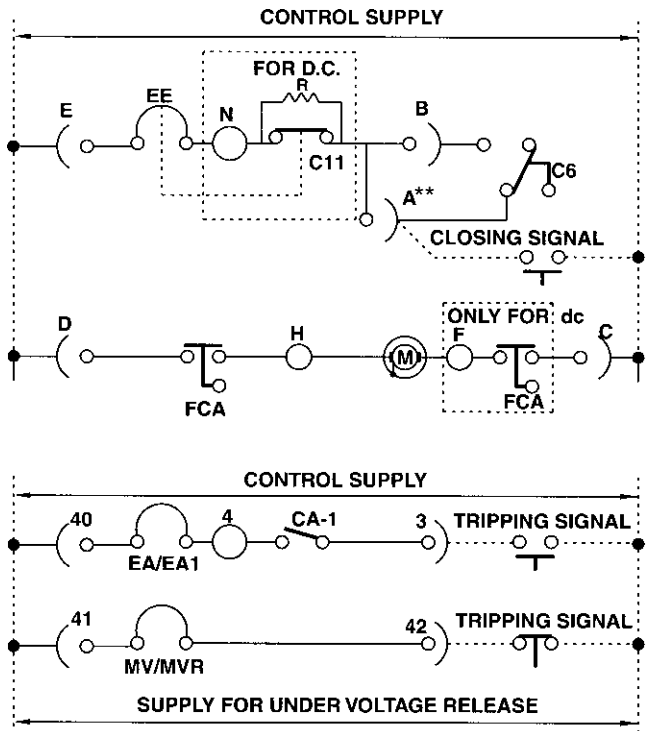 CONTROL SUPPLY
FOR D.C.
R
E
EE
N
B
C11
C6
A**
CLOSING SIGNAL
ONLY FOR dc
D
H
M
F
C
FCA
FCA
CONTROL SUPPLY
40
4
CA-1
3
TRIPPING SIGNAL
EA/EA1
41
42
TRIPPING SIGNAL
MV/MVR
SUPPLY FOR UNDER VOLTAGE RELEASE